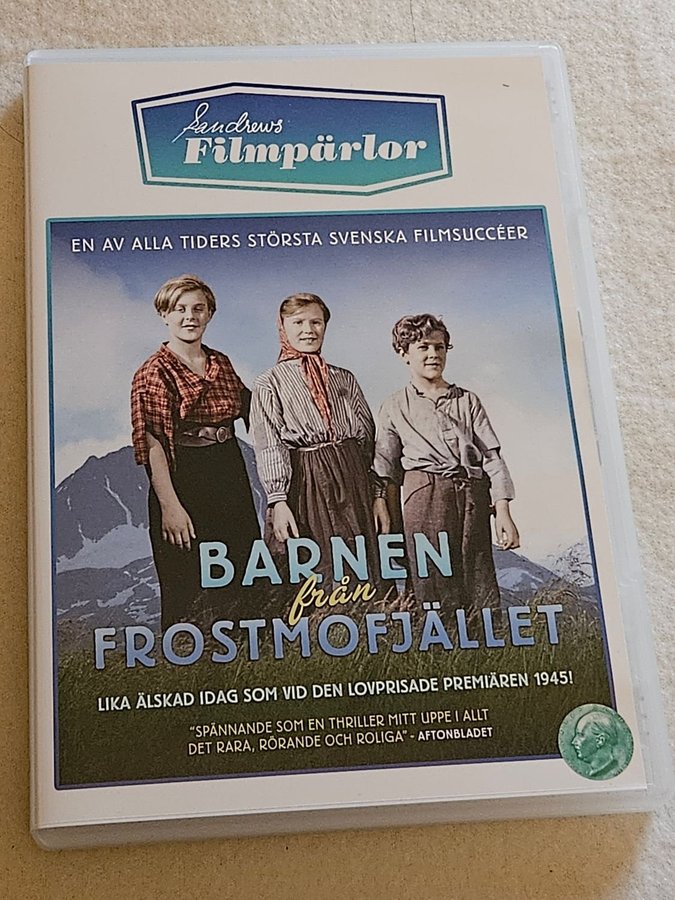 Sandrews
Filmpärlor
EN AV ALLA TIDERS STÖRSTA SVENSKA FILMSUCCÉER
BARNEN
från
FROSTMOFJÄLLET
LIKA ÄLSKAD IDAG SOM VID DEN LOVPRISADE PREMIÄREN 1945!
"SPÄNNANDE SOM EN THRILLER MITT UPPE I ALLT
DET RARA, RÖRANDE OCH ROLIGA" - AFTONBLADET